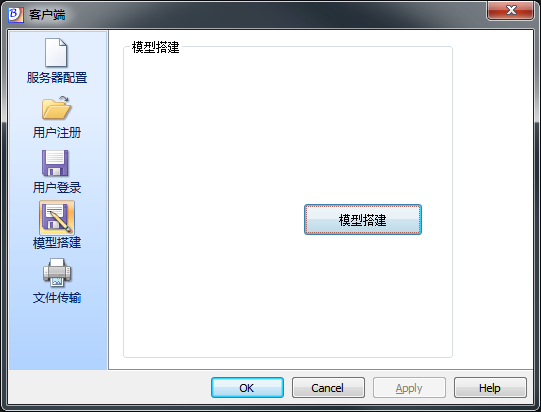 客户端
服务器配置
用户注册
用户登录
模型搭建
文件传输
模型搭建
模型搭建
OK
Cancel
Apply
Help